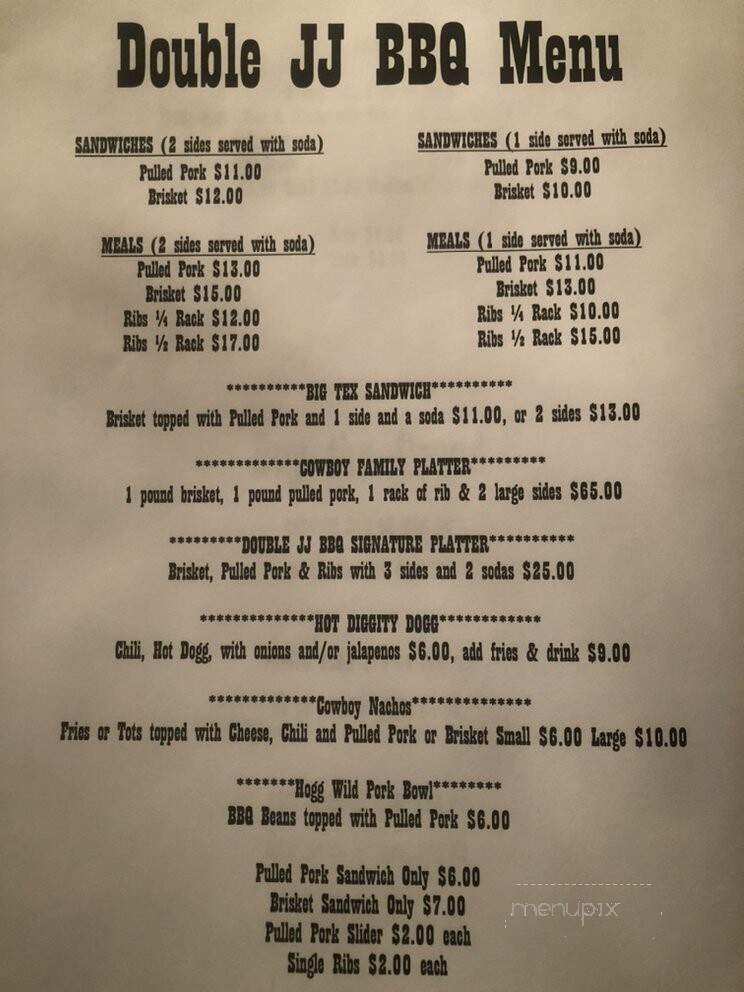 Double JJ BBQ Menu
SANDWICHES (2 sides served with soda)
Pulled Pork $11.00
Brisket $12.00
SANDWICHES (1 side served with soda)
Pulled Pork $9.00
Brisket $10.00
MEALS (2 sides served with soda)
Pulled Pork $13.00
Brisket $15.00
Ribs ¼ Rack $12.00
Ribs ½ Rack $17.00
MEALS (1 side served with soda)
Pulled Pork $11.00
Brisket $13.00
Ribs ¼ Rack $10.00
Ribs ½ Rack $15.00
**********BIG TEX SANDWICH**********
Brisket topped with Pulled Pork and 1 side and a soda $11.00, or 2 sides $13.00
*************COWBOY FAMILY PLATTER*********
1 pound brisket, 1 pound pulled pork, 1 rack of rib & 2 large sides $65.00
*********DOUBLE JJ BBQ SIGNATURE PLATTER**********
Brisket, Pulled Pork & Ribs with 3 sides and 2 sodas $25.00
**************HOT DIGGITY DOGG************
Chili, Hot Dogg, with onions and/or jalapenos $6.00, add fries & drink $9.00
*************Cowboy Nachos**************
Fries or Tots topped with Cheese, Chili and Pulled Pork or Brisket Small $6.00 Large $10.00
*******Hogg Wild Pork Bowl********
BBQ Beans topped with Pulled Pork $6.00
Pulled Pork Sandwich Only $6.00
Brisket Sandwich Only $7.00
Pulled Pork Slider $2.00 each
Single Ribs $2.00 each
menupix